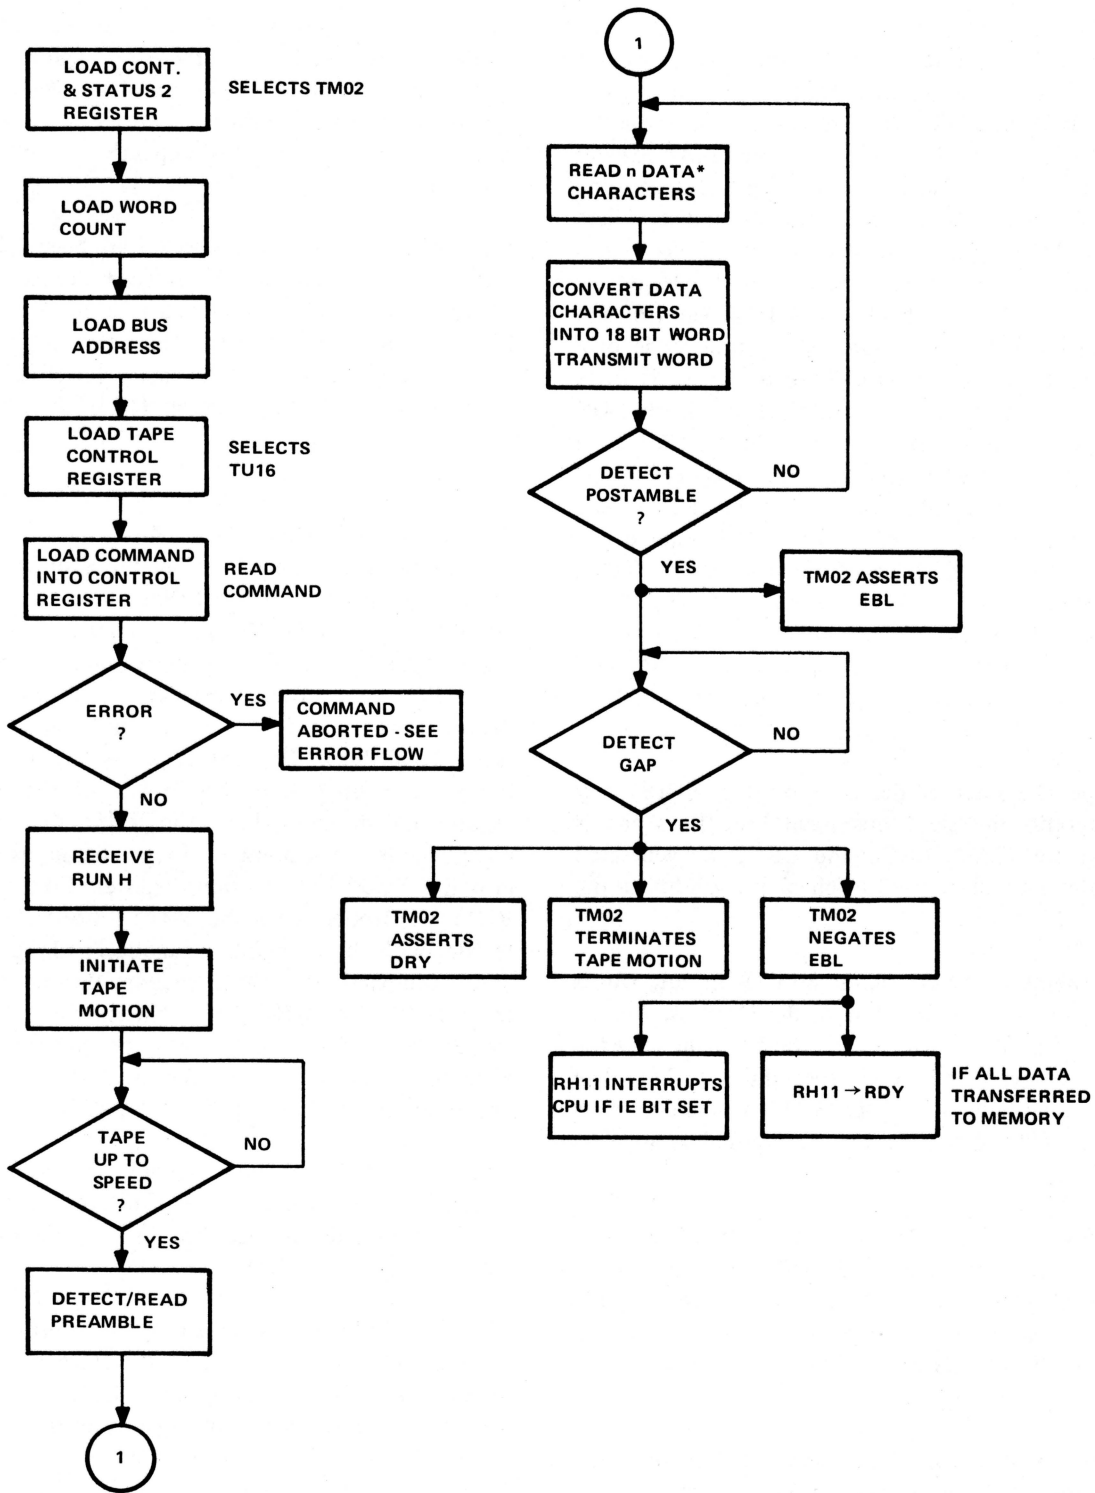 LOAD CONT.
& STATUS 2
REGISTER
SELECTS TM02
LOAD WORD
COUNT
LOAD BUS
ADDRESS
LOAD TAPE
CONTROL
REGISTER
SELECTS
TU16
LOAD COMMAND
INTO CONTROL
REGISTER
READ
COMMAND
ERROR
?
YES
COMMAND
ABORTED - SEE
ERROR FLOW
NO
RECEIVE
RUN H
INITIATE
TAPE
MOTION
TAPE
UP TO
SPEED
?
NO
YES
DETECT/READ
PREAMBLE
1
1
READ n DATA*
CHARACTERS
CONVERT DATA
CHARACTERS
INTO 18 BIT WORD
TRANSMIT WORD
DETECT
POSTAMBLE
?
NO
YES
TM02 ASSERTS
EBL
DETECT
GAP
NO
YES
TM02
ASSERTS
DRY
TM02
TERMINATES
TAPE MOTION
TM02
NEGATES
EBL
RH11 INTERRUPTS
CPU IF IE BIT SET
RH11 → RDY
IF ALL DATA
TRANSFERRED
TO MEMORY